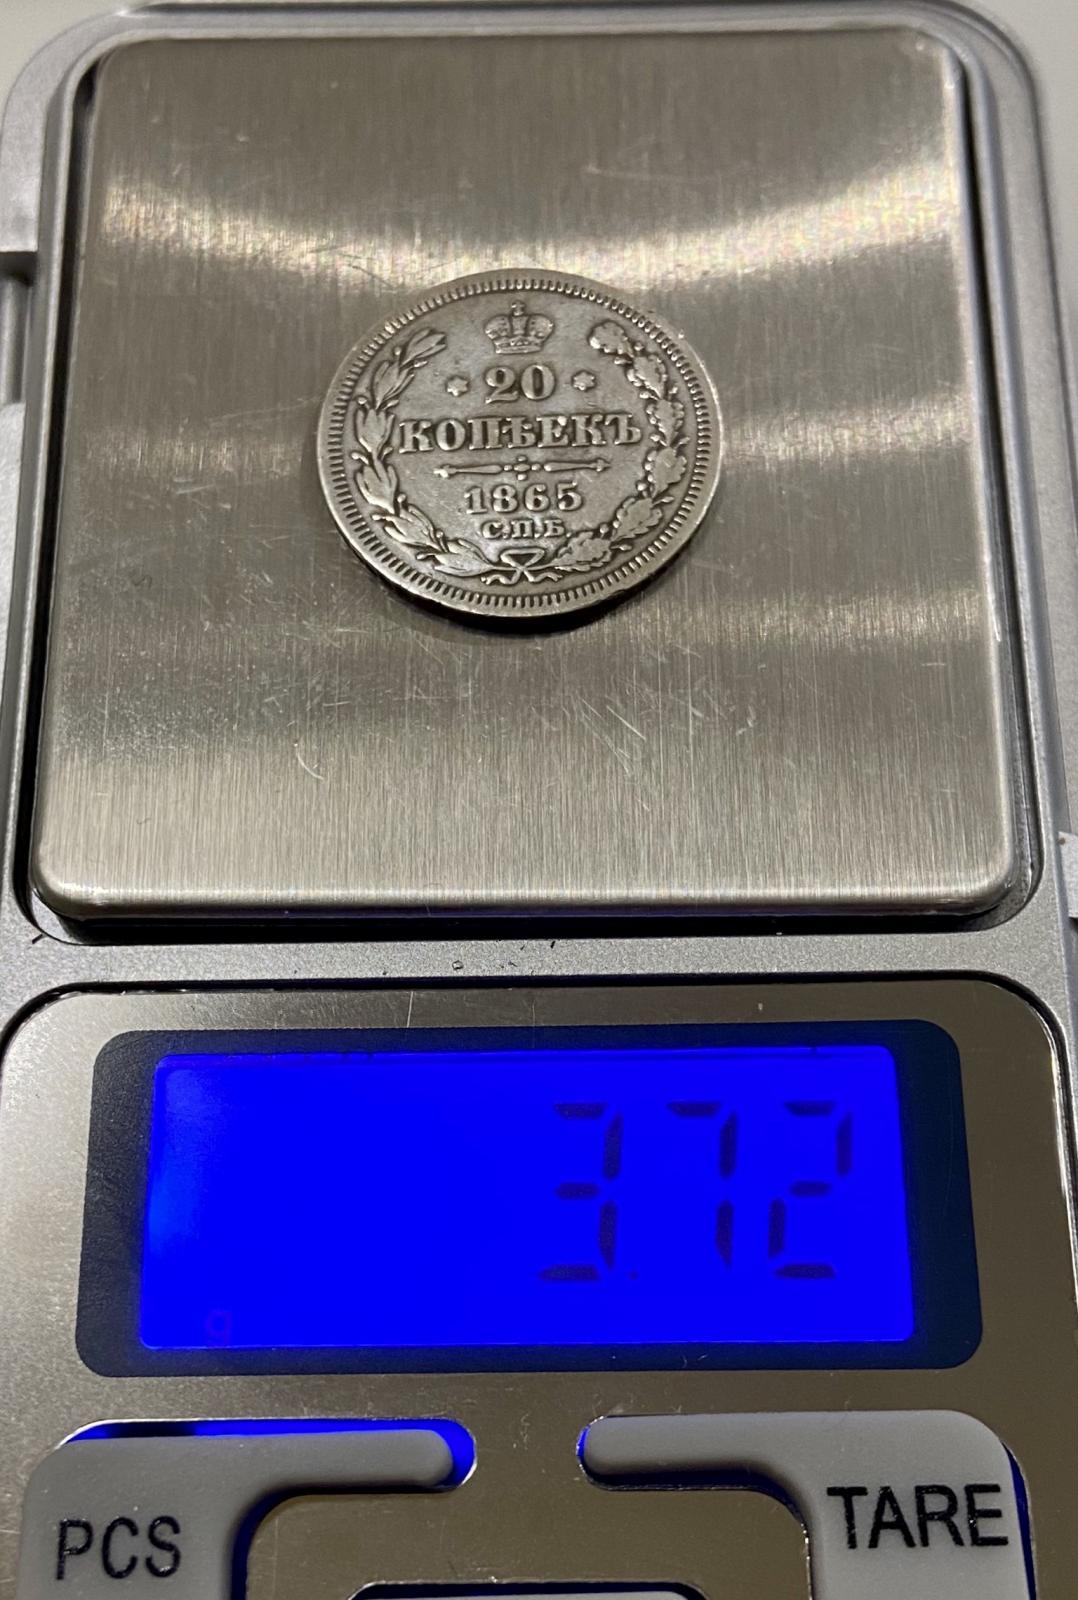 20
КОПѢЕКЪ
1865
С.П.Б.
3.72
g
PCS
TARE